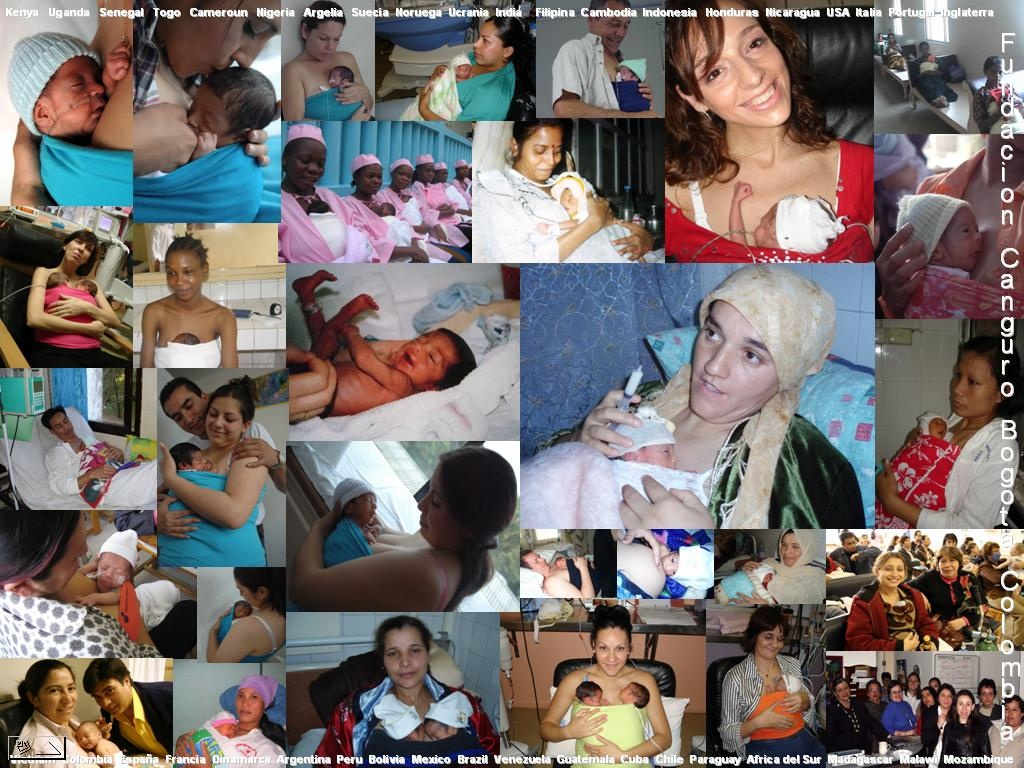 Kenya Uganda Senegal Togo Cameroun Nigeria Argelia Suecia Noruega Ucrania India Filipina Cambodia Indonesia Honduras Nicaragua USA Italia Portugal Inglaterra
Fundacion Canguro Bogota Colombia
Vietnam Colombia España Francia Dinamarca Argentina Peru Bolivia Mexico Brazil Venezuela Guatemala Cuba Chile Paraguay Africa del Sur Madagascar Malawi Mozambique